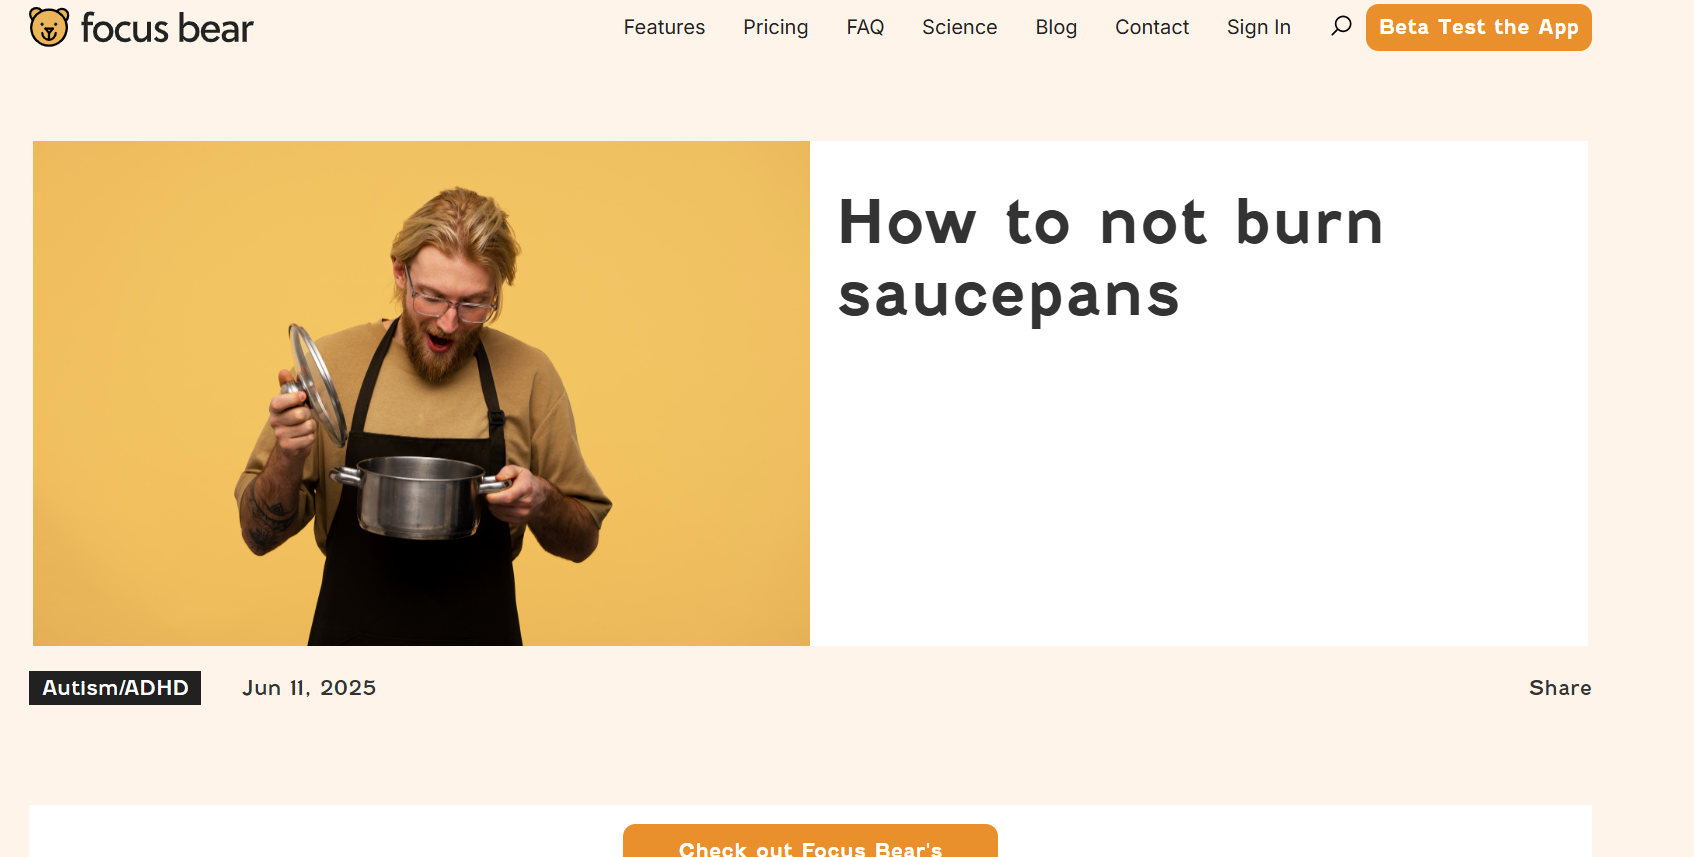 focus bear
Features Pricing FAQ Science Blog Contact Sign In Beta Test the App
How to not burn
saucepans
Autism/ADHD Jun 11, 2025 Share
Check out Focus Bear's